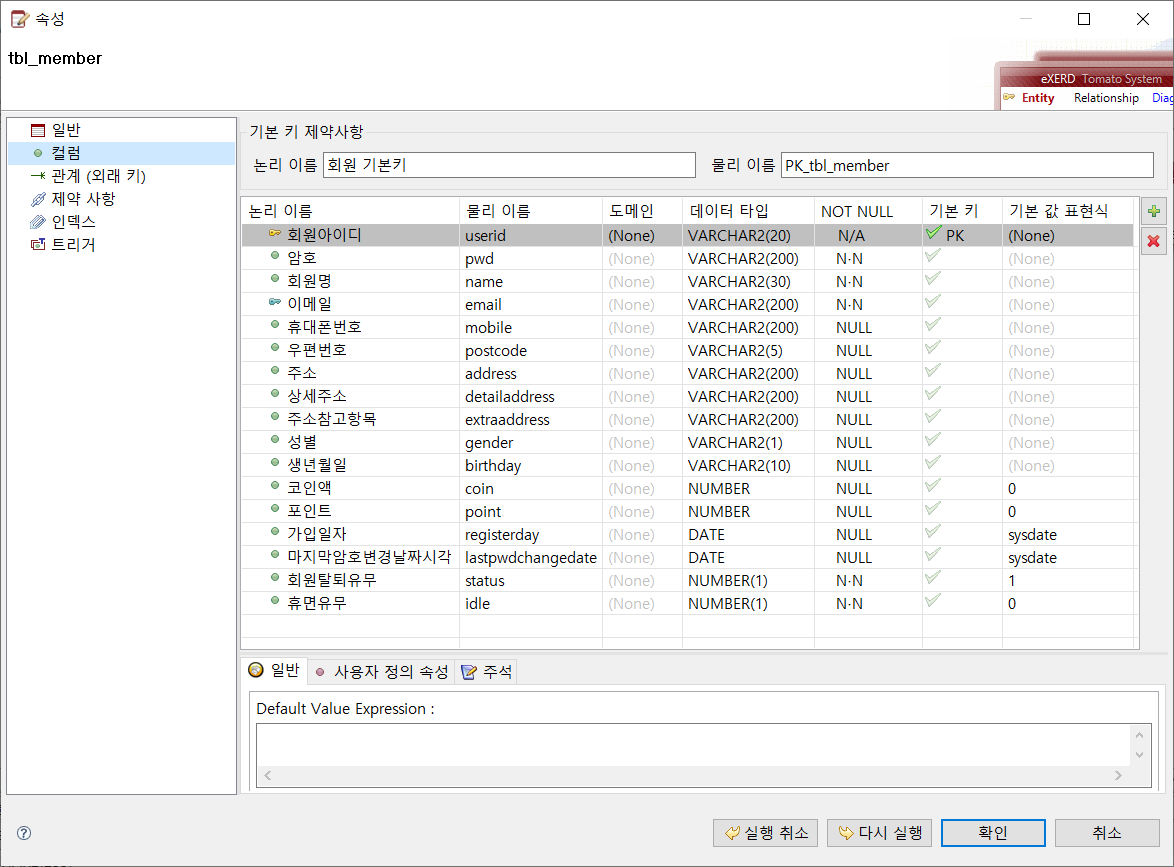 속성
tbl_member
eXERD Tomato System
Entity Relationship Diag
일반
컬럼
관계 (외래 키)
제약 사항
인덱스
트리거
기본 키 제약사항
논리 이름 회원 기본키 물리 이름 PK_tbl_member
논리 이름 물리 이름 도메인 데이터 타입 NOT NULL 기본 키 기본 값 표현식
회원아이디 userid (None) VARCHAR2(20) N/A PK (None)
암호 pwd (None) VARCHAR2(200) N·N (None)
회원명 name (None) VARCHAR2(30) N·N (None)
이메일 email (None) VARCHAR2(200) N·N (None)
휴대폰번호 mobile (None) VARCHAR2(200) NULL (None)
우편번호 postcode (None) VARCHAR2(5) NULL (None)
주소 address (None) VARCHAR2(200) NULL (None)
상세주소 detailaddress (None) VARCHAR2(200) NULL (None)
주소참고항목 extraaddress (None) VARCHAR2(200) NULL (None)
성별 gender (None) VARCHAR2(1) NULL (None)
생년월일 birthday (None) VARCHAR2(10) NULL (None)
코인액 coin (None) NUMBER NULL 0
포인트 point (None) NUMBER NULL 0
가입일자 registerday (None) DATE NULL sysdate
마지막암호변경날짜시각 lastpwdchangedate (None) DATE NULL sysdate
회원탈퇴유무 status (None) NUMBER(1) N·N 1
휴면유무 idle (None) NUMBER(1) N·N 0
일반 사용자 정의 속성 주석
Default Value Expression :
실행 취소 다시 실행 확인 취소